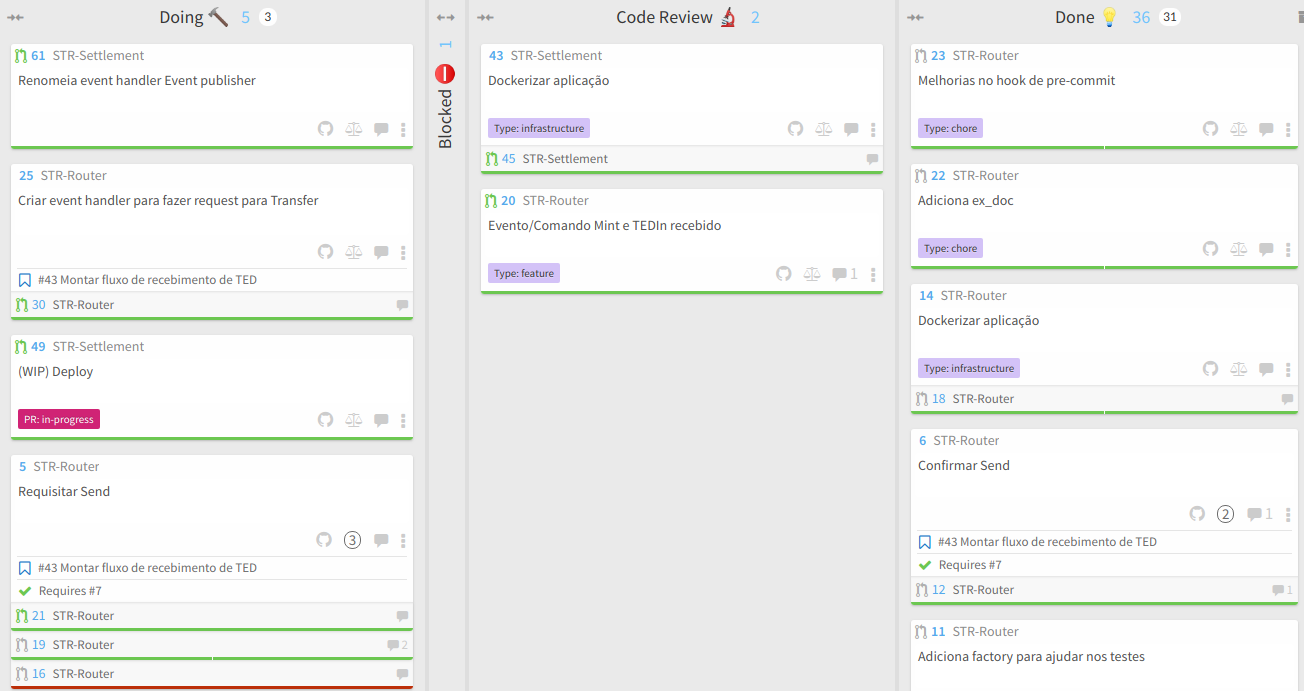 Doing 5 3
61 STR-Settlement
Renomeia event handler Event publisher
25 STR-Router
Criar event handler para fazer request para Transfer
#43 Montar fluxo de recebimento de TED
30 STR-Router
49 STR-Settlement
(WIP) Deploy
PR: in-progress
5 STR-Router
Requisitar Send
3
#43 Montar fluxo de recebimento de TED
Requires #7
21 STR-Router
19 STR-Router 2
16 STR-Router
1
Blocked
Code Review 2
43 STR-Settlement
Dockerizar aplicação
Type: infrastructure
45 STR-Settlement
20 STR-Router
Evento/Comando Mint e TEDIn recebido
Type: feature 1
Done 36 31
23 STR-Router
Melhorias no hook de pre-commit
Type: chore
22 STR-Router
Adiciona ex_doc
Type: chore
14 STR-Router
Dockerizar aplicação
Type: infrastructure
18 STR-Router
6 STR-Router
Confirmar Send
2 1
#43 Montar fluxo de recebimento de TED
Requires #7
12 STR-Router 1
11 STR-Router
Adiciona factory para ajudar nos testes